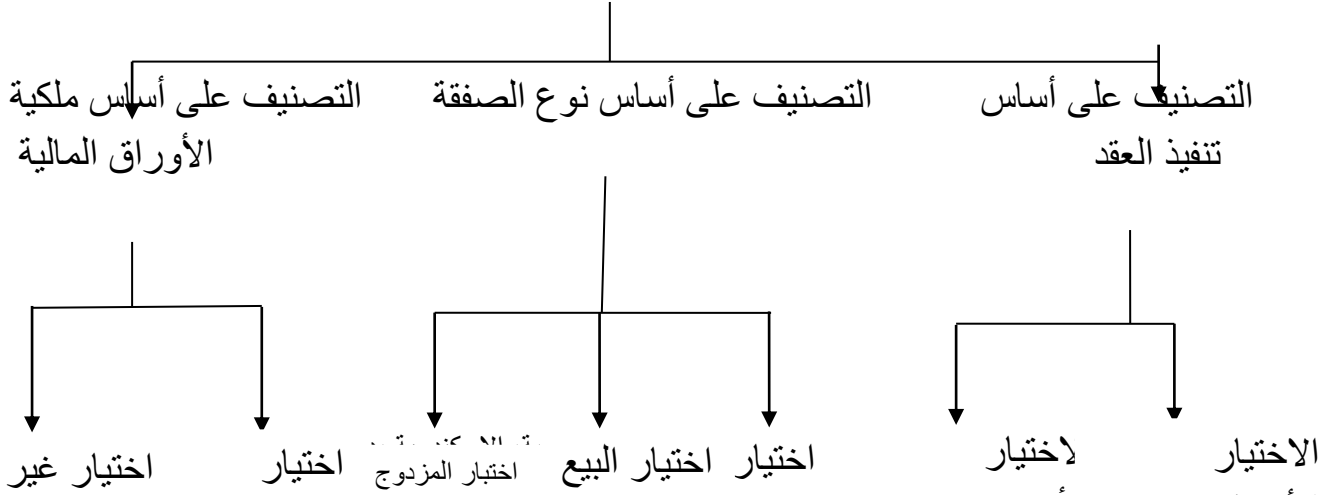 التصنيف على أساس
تنفيذ العقد
التصنيف على أساس نوع الصفقة
التصنيف على أساس ملكية
الأوراق المالية
الاختيار
لاختيار
اختيار
اختيار البيع
اختبار المزدوج
اختيار
اختيار غير